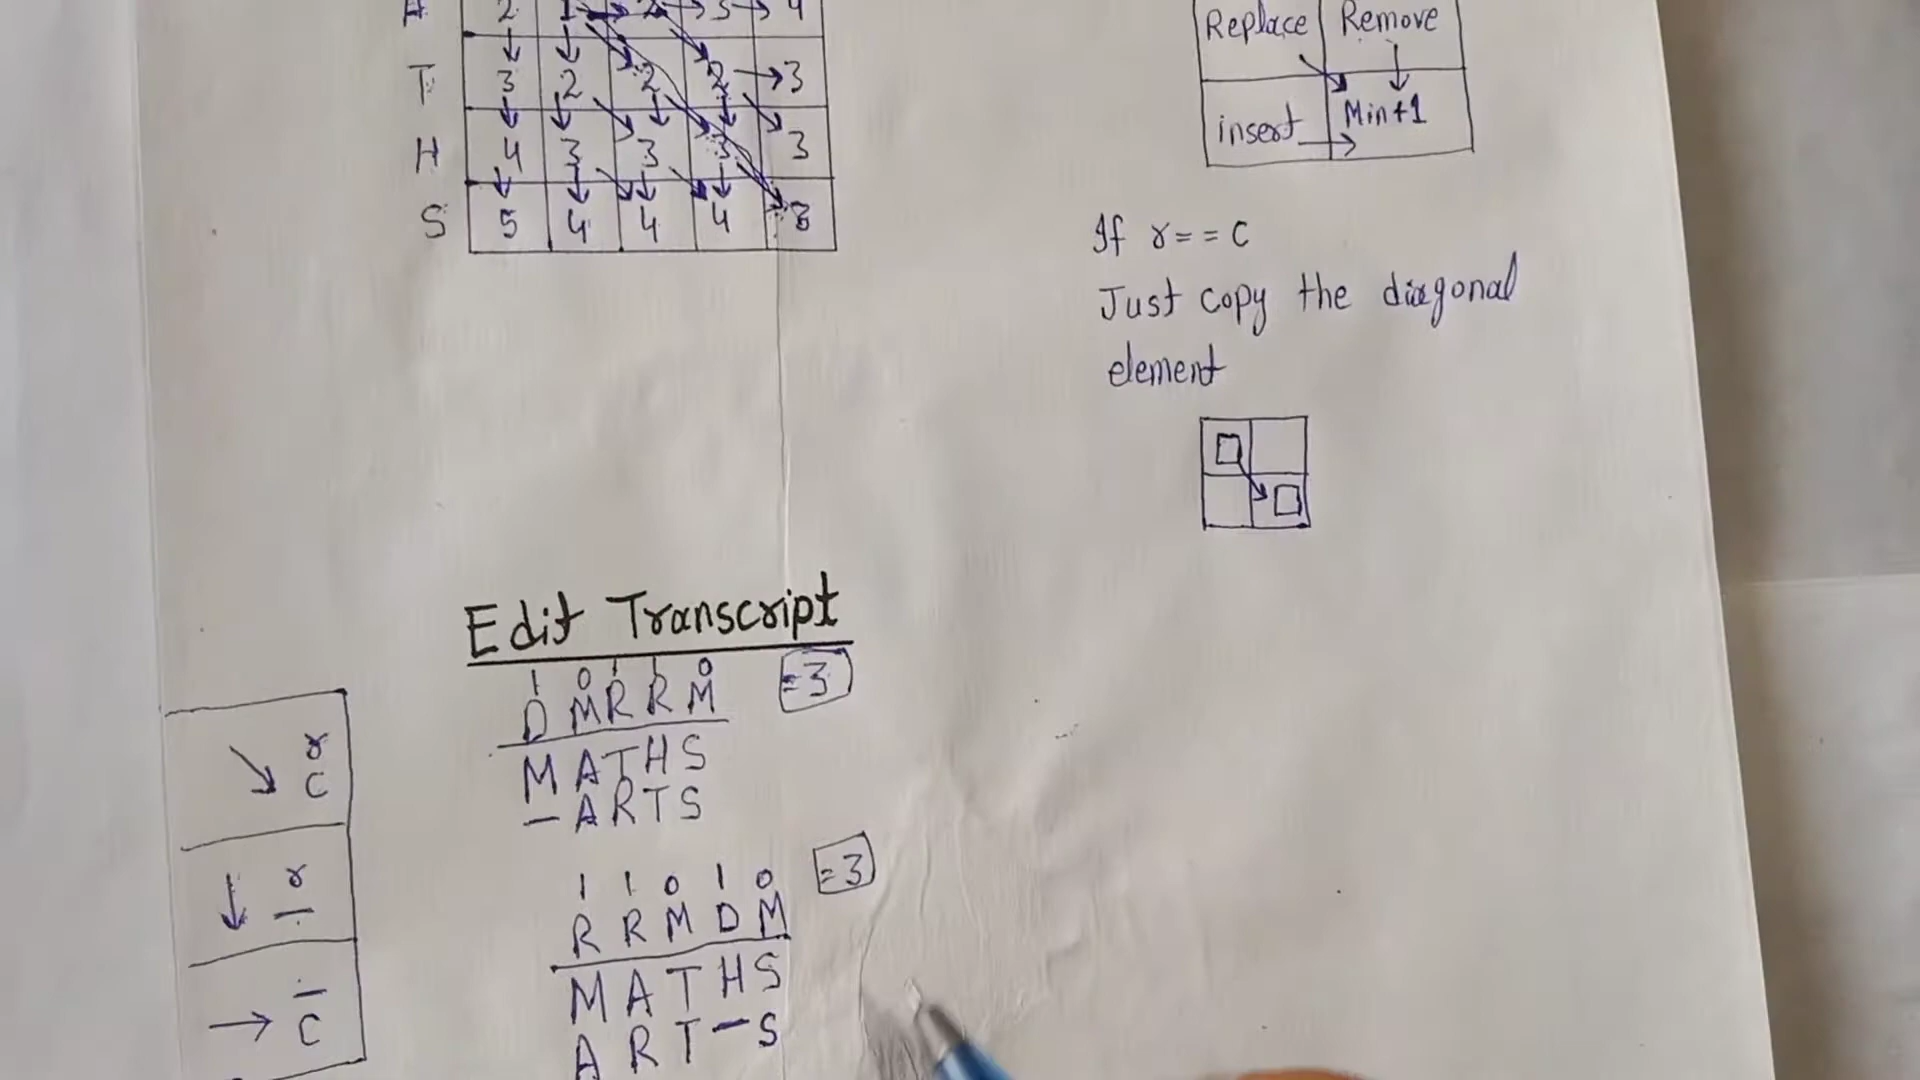 A 2 1 2 3 4
T 3 2 2 2 3
H 4 3 3 3 3
S 5 4 4 4 3
Replace Remove
insert Min+1
If r == c
Just copy the diagonal
element
Edit Transcript
1 0 1 1 0 =3
D M R R M
M A T H S
– A R T S
r
c
r
–
–
c
1 1 0 1 0 =3
R R M D M
M A T H S
A R T – S